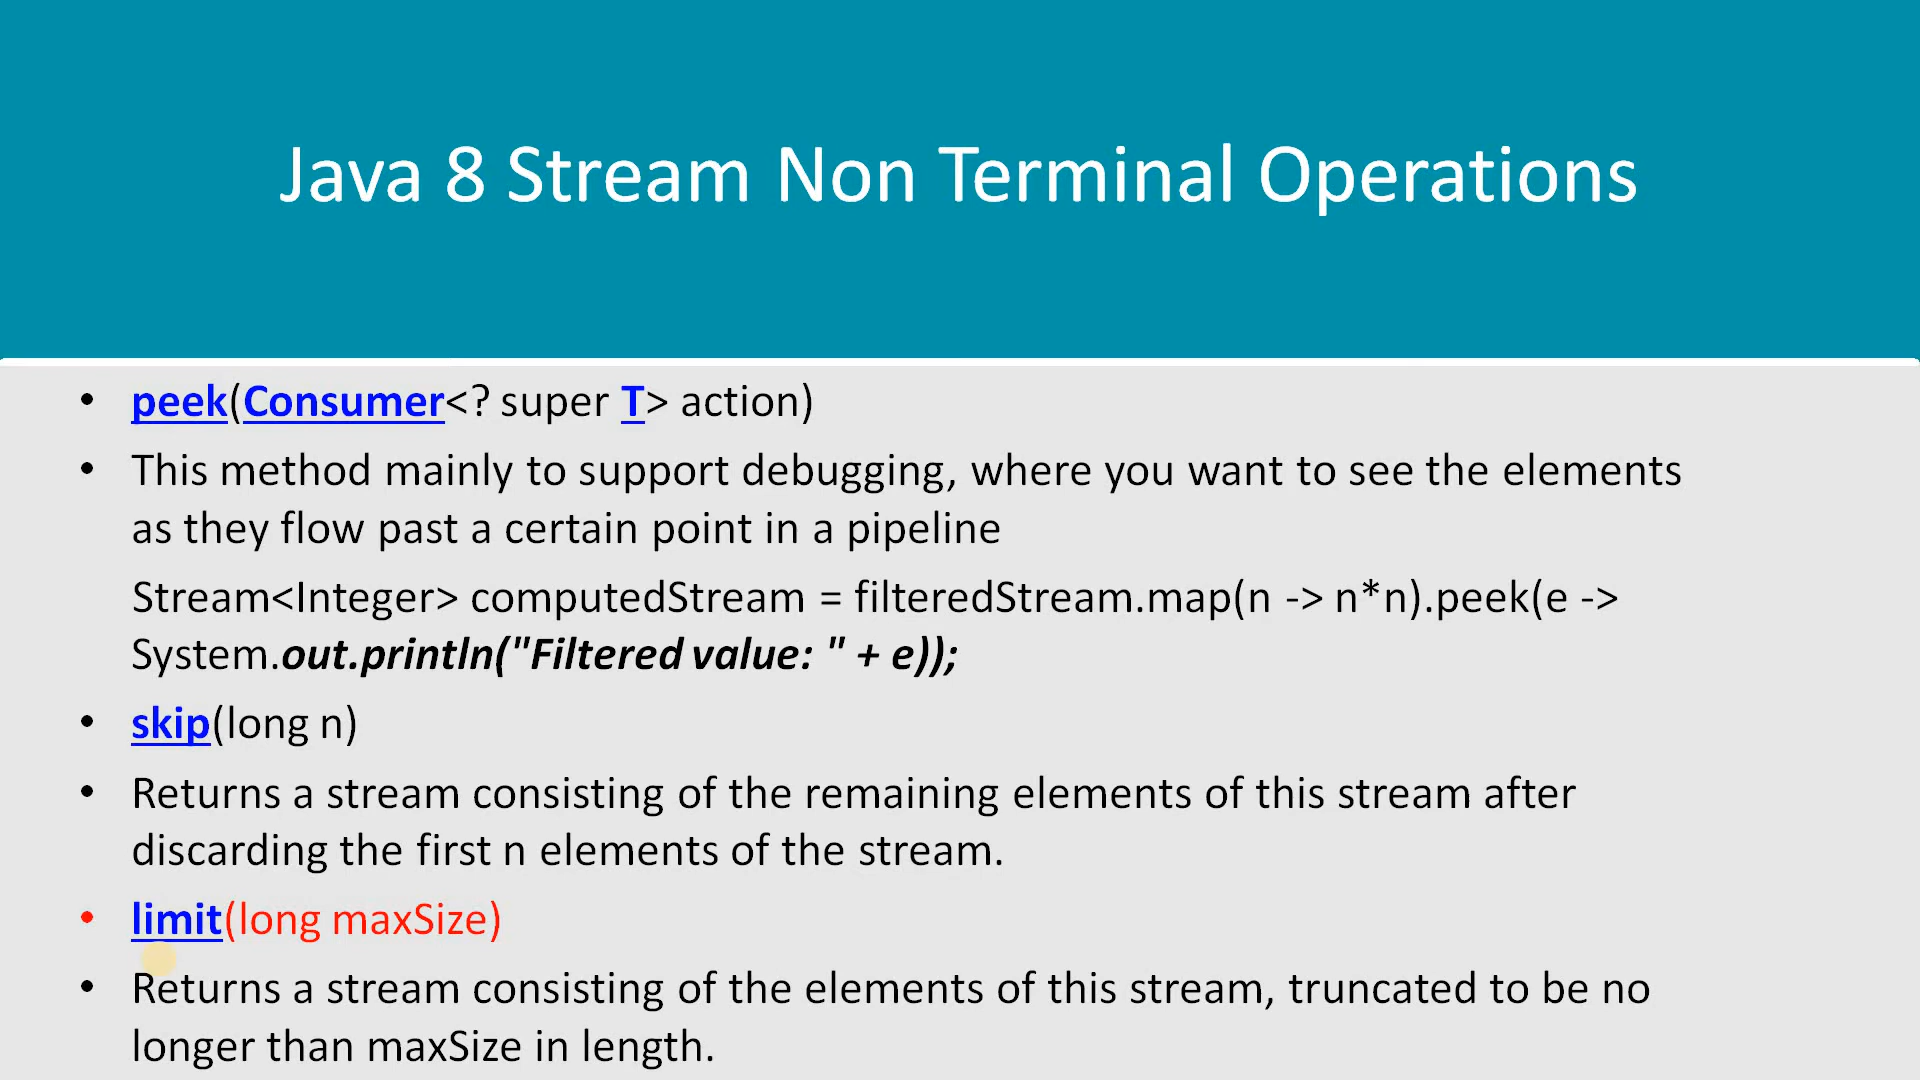 Java 8 Stream Non Terminal Operations
• peek(Consumer<? super T> action)
• This method mainly to support debugging, where you want to see the elements
as they flow past a certain point in a pipeline
Stream<Integer> computedStream = filteredStream.map(n -> n*n).peek(e ->
System.out.println("Filtered value: " + e));
• skip(long n)
• Returns a stream consisting of the remaining elements of this stream after
discarding the first n elements of the stream.
• limit(long maxSize)
• Returns a stream consisting of the elements of this stream, truncated to be no
longer than maxSize in length.